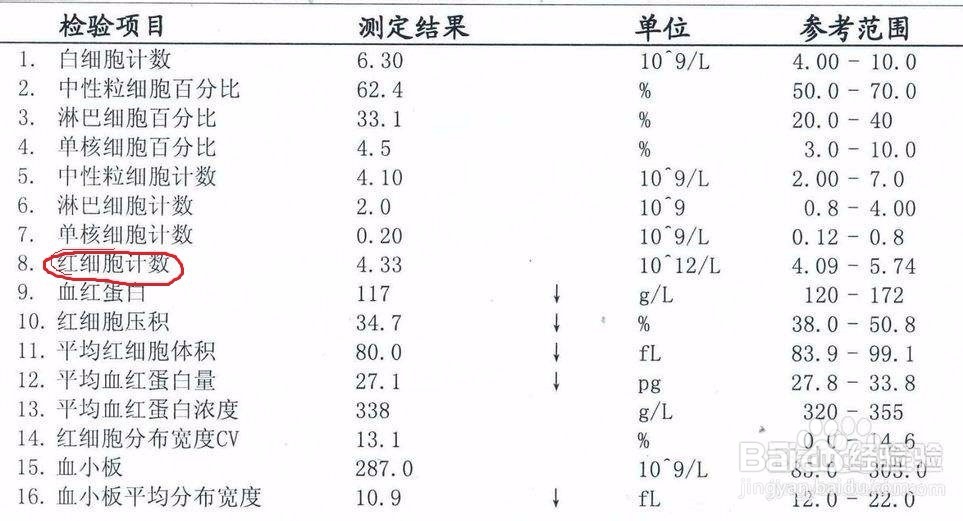 检验项目 测定结果 单位 参考范围
1. 白细胞计数 6.30 10^9/L 4.00 - 10.0
2. 中性粒细胞百分比 62.4 % 50.0 - 70.0
3. 淋巴细胞百分比 33.1 % 20.0 - 40
4. 单核细胞百分比 4.5 % 3.0 - 10.0
5. 中性粒细胞计数 4.10 10^9/L 2.00 - 7.0
6. 淋巴细胞计数 2.0 10^9 0.8 - 4.00
7. 单核细胞计数 0.20 10^9/L 0.12 - 0.8
8. 红细胞计数 4.33 10^12/L 4.09 - 5.74
9. 血红蛋白 117 ↓ g/L 120 - 172
10. 红细胞压积 34.7 ↓ % 38.0 - 50.8
11. 平均红细胞体积 80.0 ↓ fL 83.9 - 99.1
12. 平均血红蛋白量 27.1 ↓ pg 27.8 - 33.8
13. 平均血红蛋白浓度 338 g/L 320 - 355
14. 红细胞分布宽度CV 13.1 % 0.0 - 14.6
15. 血小板 287.0 10^9/L 85.0 - 303.0
16. 血小板平均分布宽度 10.9 ↓ fL 12.0 - 22.0
Baidu经验
jingyan.baidu.com